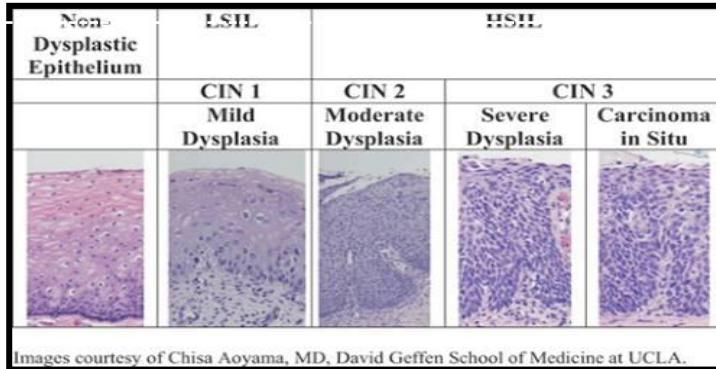 Non- LSIL HSIL
Dysplastic
Epithelium
CIN 1 CIN 2 CIN 3
Mild Moderate Severe Carcinoma
Dysplasia Dysplasia Dysplasia in Situ
Images courtesy of Chisa Aoyama, MD, David Geffen School of Medicine at UCLA.